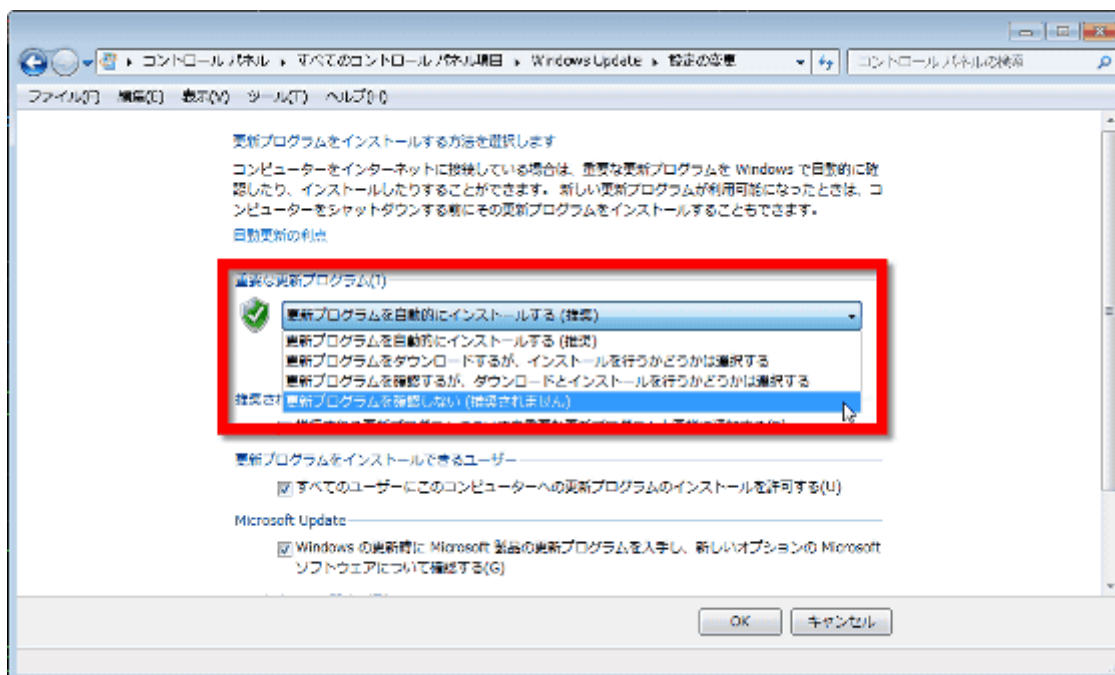 コントロール パネル ▸ すべてのコントロール パネル項目 ▸ Windows Update ▸ 設定の変更
コントロール パネルの検索
ファイル(F) 編集(E) 表示(V) ツール(T) ヘルプ(H)
更新プログラムをインストールする方法を選択します
コンピューターをインターネットに接続している場合は、重要な更新プログラムを Windows で自動的に確
認したり、インストールしたりすることができます。 新しい更新プログラムが利用可能になったときは、コ
ンピューターをシャットダウンする前にその更新プログラムをインストールすることもできます。
自動更新の利点
重要な更新プログラム(I)
更新プログラムを自動的にインストールする (推奨)
更新プログラムを自動的にインストールする (推奨)
更新プログラムをダウンロードするが、インストールを行うかどうかは選択する
更新プログラムを確認するが、ダウンロードとインストールを行うかどうかは選択する
推奨さ
更新プログラムを確認しない (推奨されません)
更新プログラムをインストールできるユーザー
すべてのユーザーにこのコンピューターへの更新プログラムのインストールを許可する(U)
Microsoft Update
Windows の更新時に Microsoft 製品の更新プログラムを入手し、新しいオプションの Microsoft
ソフトウェアについて確認する(G)
OK キャンセル